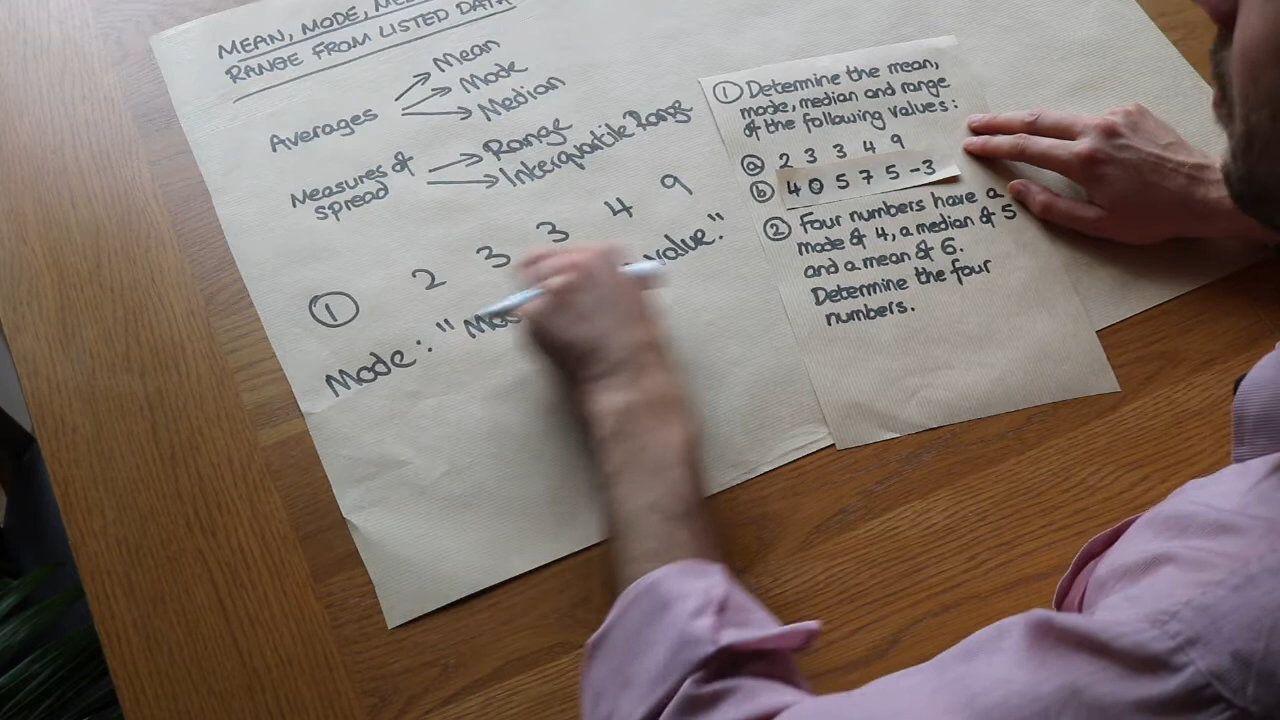 MEAN, MODE,
RANGE FROM LISTED DATA
Averages
Mean
Mode
Median
Measures of
spread
Range
Interquartile Range
① 2 3 3 4 9
Mode: " value."
① Determine the mean,
mode, median and range
of the following values:
ⓐ 2 3 3 4 9
ⓑ 4 0 5 7 5 -3
② Four numbers have a
mode of 4, a median of 5
and a mean of 6.
Determine the four
numbers.